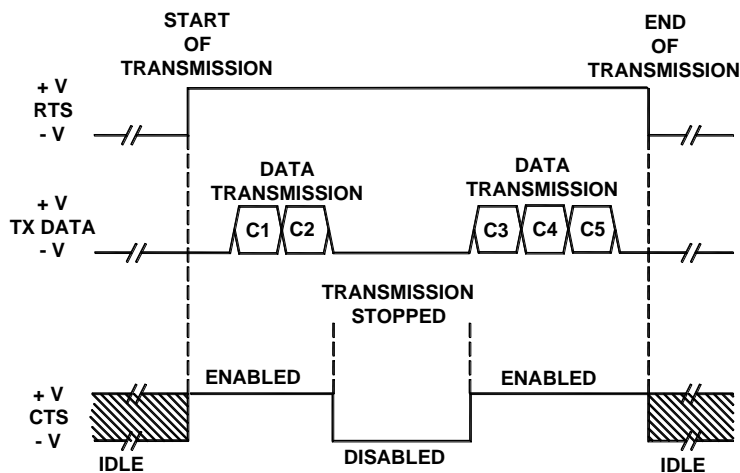 START
OF
TRANSMISSION
END
OF
TRANSMISSION
+ V
RTS
- V
DATA
TRANSMISSION
DATA
TRANSMISSION
+ V
TX DATA
- V
C1 C2 C3 C4 C5
TRANSMISSION
STOPPED
ENABLED ENABLED
+ V
CTS
- V
IDLE DISABLED IDLE